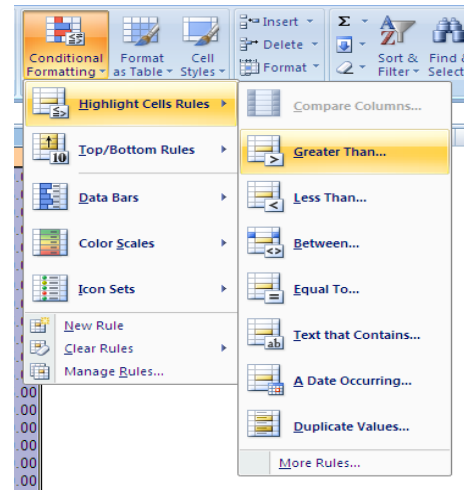 Insert
Delete
Format
Σ
Conditional
Formatting
Format
as Table
Cell
Styles
Sort &
Filter
Find &
Select
Highlight Cells Rules
Top/Bottom Rules
Data Bars
Color Scales
Icon Sets
New Rule
Clear Rules
Manage Rules...
Compare Columns...
Greater Than...
Less Than...
Between...
Equal To...
Text that Contains...
A Date Occurring...
Duplicate Values...
More Rules...
.00
.00
.00
.00
.00